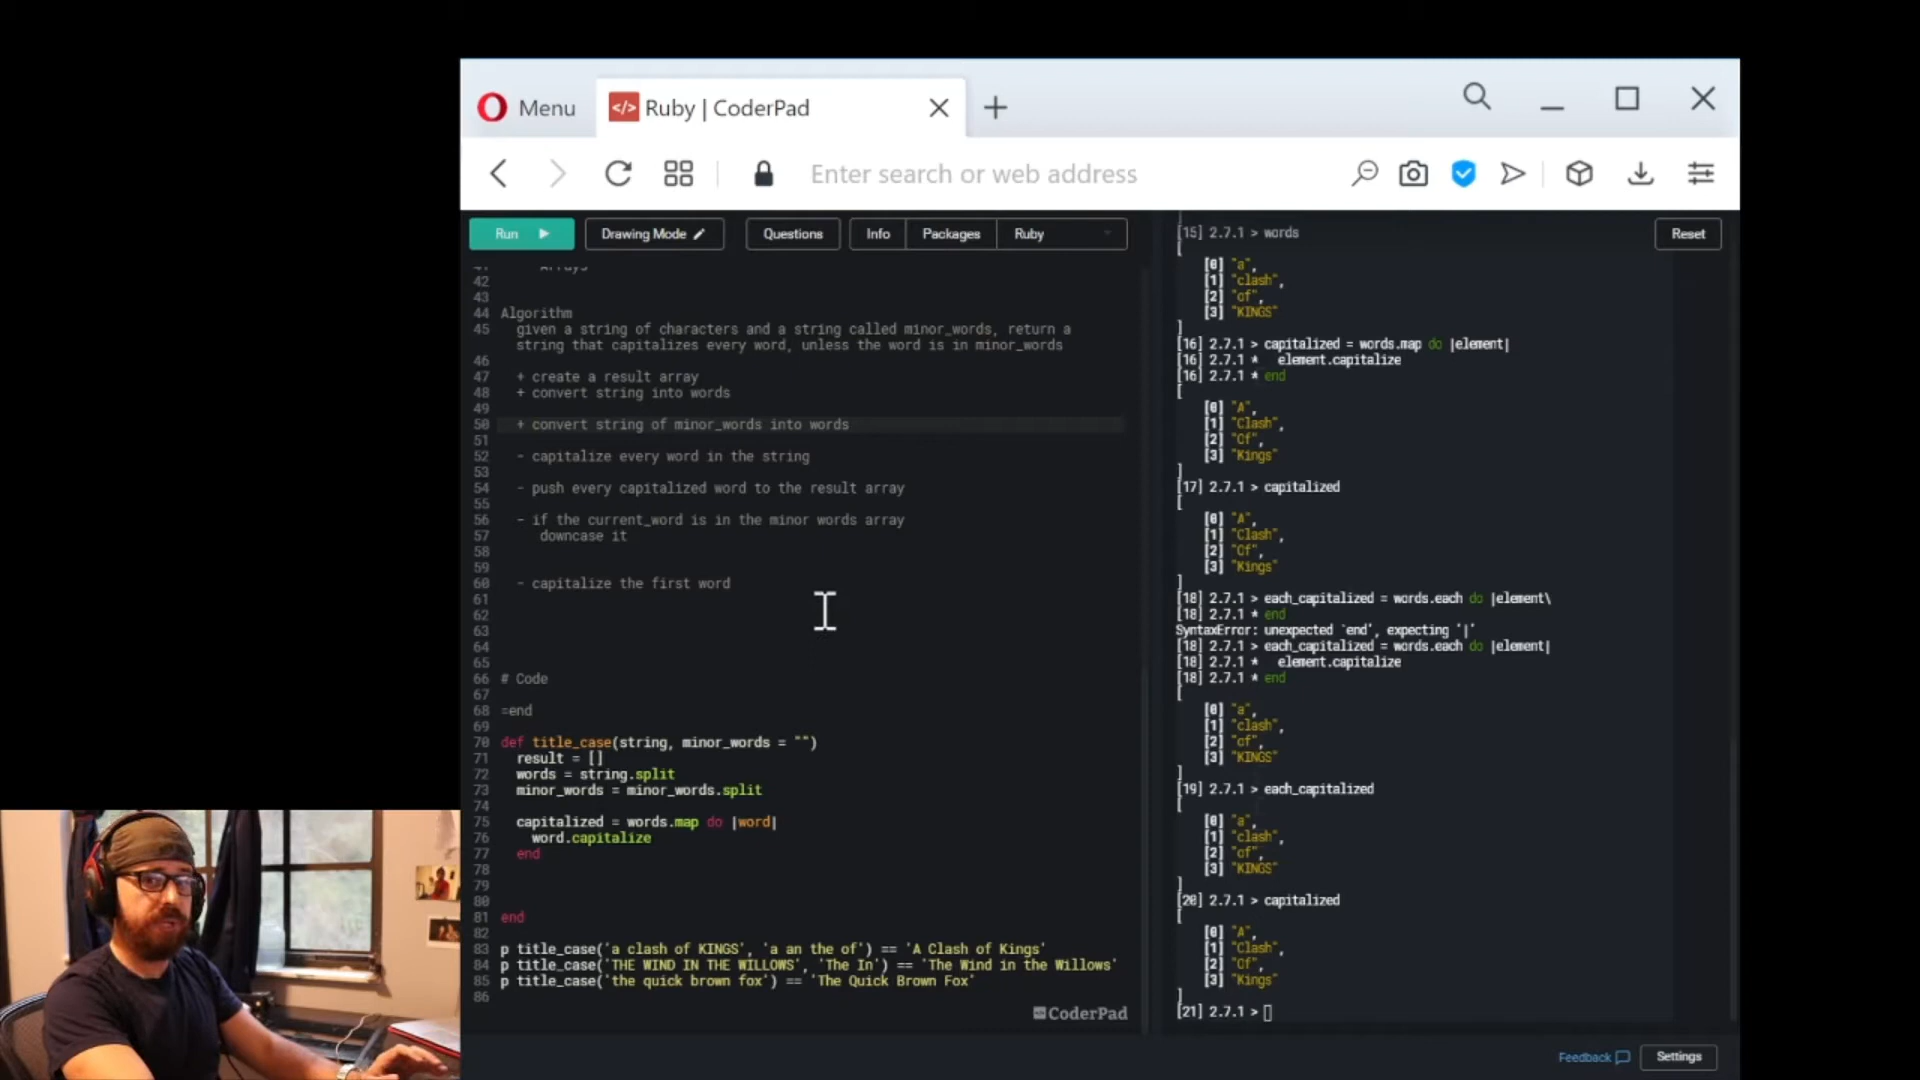 Menu
</> Ruby | CoderPad
Enter search or web address
Run
Drawing Mode
Questions
Info
Packages
Ruby
41 Arrays
42
43
44 Algorithm
45 given a string of characters and a string called minor_words, return a
string that capitalizes every word, unless the word is in minor_words
46
47 + create a result array
48 + convert string into words
49
50 + convert string of minor_words into words
51
52 - capitalize every word in the string
53
54 - push every capitalized word to the result array
55
56 - if the current_word is in the minor words array
57 downcase it
58
59
60 - capitalize the first word
61
62
63
64
65
66 # Code
67
68 =end
69
70 def title_case(string, minor_words = "")
71 result = []
72 words = string.split
73 minor_words = minor_words.split
74
75 capitalized = words.map do |word|
76 word.capitalize
77 end
78
79
80
81 end
82
83 p title_case('a clash of KINGS', 'a an the of') == 'A Clash of Kings'
84 p title_case('THE WIND IN THE WILLOWS', 'The In') == 'The Wind in the Willows'
85 p title_case('the quick brown fox') == 'The Quick Brown Fox'
86
CoderPad
Reset
[15] 2.7.1 > words
[
[0] "a",
[1] "clash",
[2] "of",
[3] "KINGS"
]
[16] 2.7.1 > capitalized = words.map do |element|
[16] 2.7.1 * element.capitalize
[16] 2.7.1 * end
[
[0] "A",
[1] "Clash",
[2] "Of",
[3] "Kings"
]
[17] 2.7.1 > capitalized
[
[0] "A",
[1] "Clash",
[2] "Of",
[3] "Kings"
]
[18] 2.7.1 > each_capitalized = words.each do |element\
[18] 2.7.1 * end
SyntaxError: unexpected `end', expecting '|'
[18] 2.7.1 > each_capitalized = words.each do |element|
[18] 2.7.1 * element.capitalize
[18] 2.7.1 * end
[
[0] "a",
[1] "clash",
[2] "of",
[3] "KINGS"
]
[19] 2.7.1 > each_capitalized
[
[0] "a",
[1] "clash",
[2] "of",
[3] "KINGS"
]
[20] 2.7.1 > capitalized
[
[0] "A",
[1] "Clash",
[2] "Of",
[3] "Kings"
]
[21] 2.7.1 >
Feedback
Settings